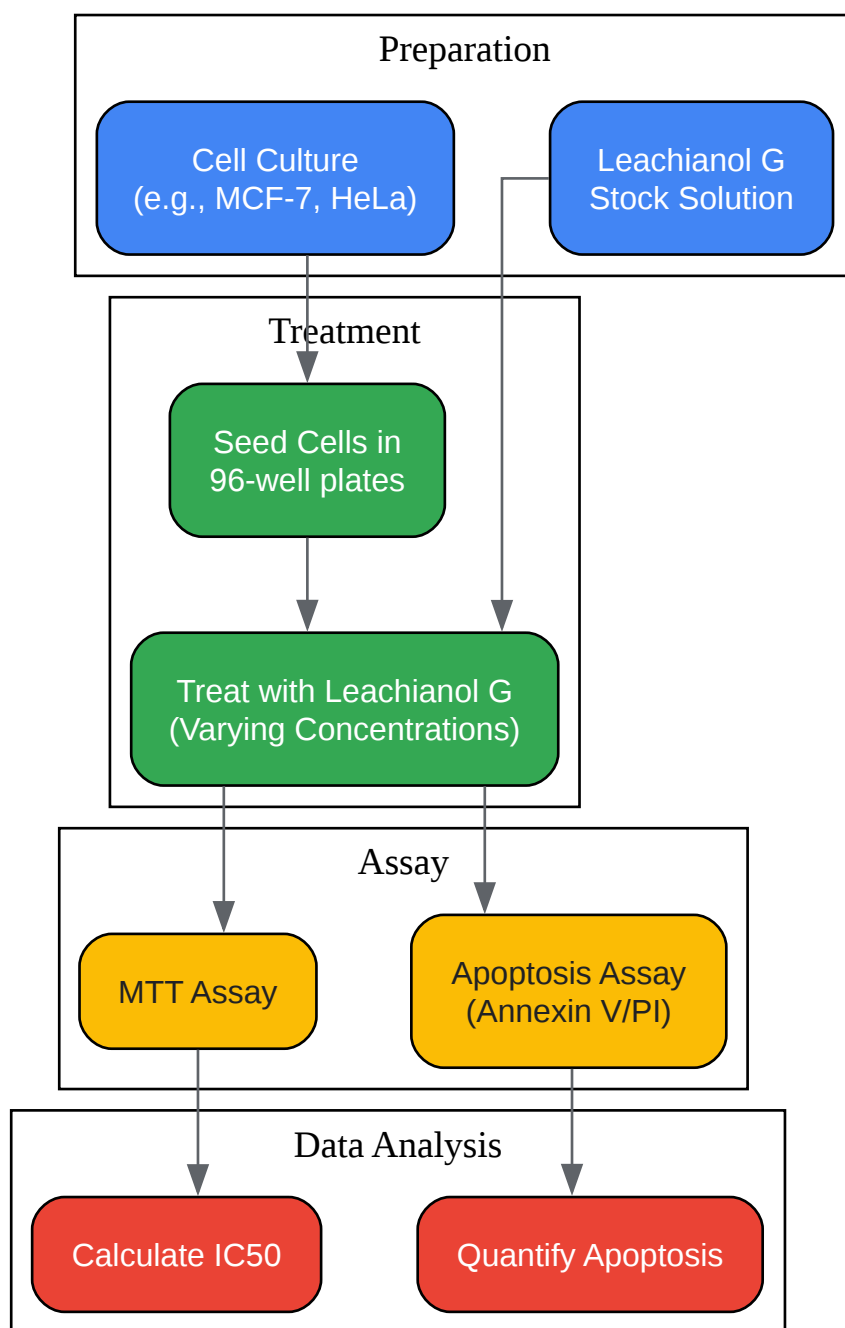 Preparation
Cell Culture
(e.g., MCF-7, HeLa)
Leachianol G
Stock Solution
Treatment
Seed Cells in
96-well plates
Treat with Leachianol G
(Varying Concentrations)
Assay
MTT Assay
Apoptosis Assay
(Annexin V/PI)
Data Analysis
Calculate IC50
Quantify Apoptosis